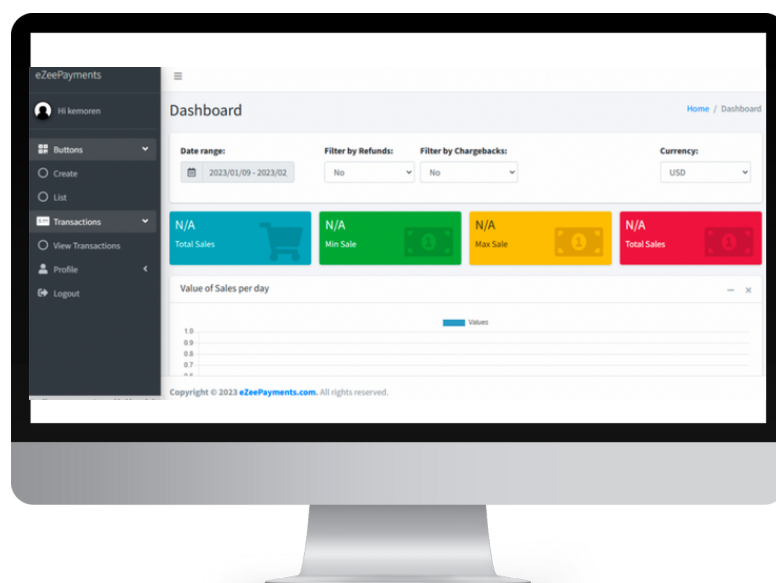 eZeePayments
Hi kemoren
Buttons
Create
List
Transactions
View Transactions
Profile
Logout
Dashboard
Home / Dashboard
Date range:
2023/01/09 - 2023/02
Filter by Refunds:
No
Filter by Chargebacks:
No
Currency:
USD
N/A
Total Sales
N/A
Min Sale
N/A
Max Sale
N/A
Total Sales
Value of Sales per day
Values
1.0
0.9
0.8
0.7
Copyright © 2023 eZeePayments.com. All rights reserved.